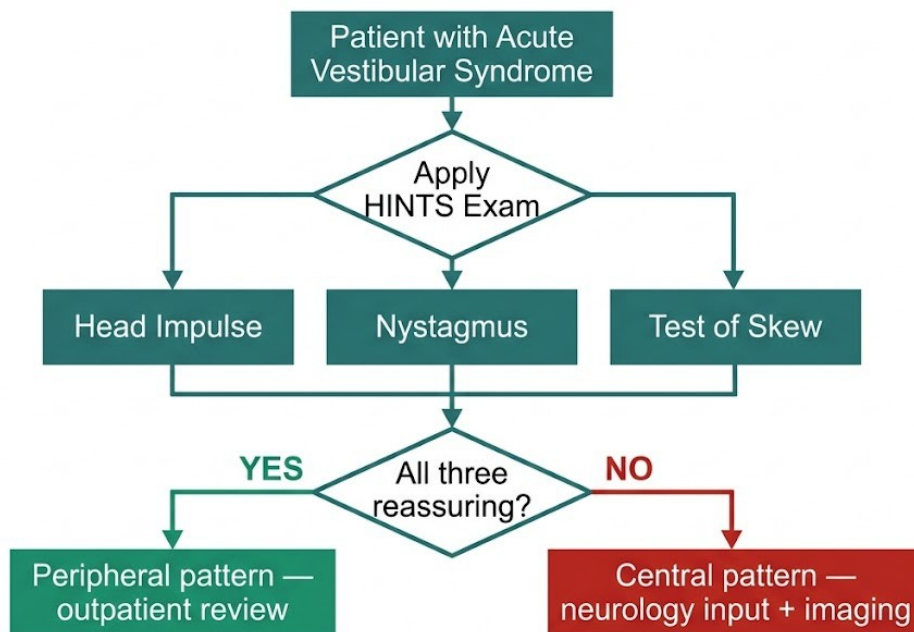 Patient with Acute
Vestibular Syndrome
Apply
HINTS Exam
Head Impulse
Nystagmus
Test of Skew
All three
reassuring?
YES
NO
Peripheral pattern —
outpatient review
Central pattern —
neurology input + imaging